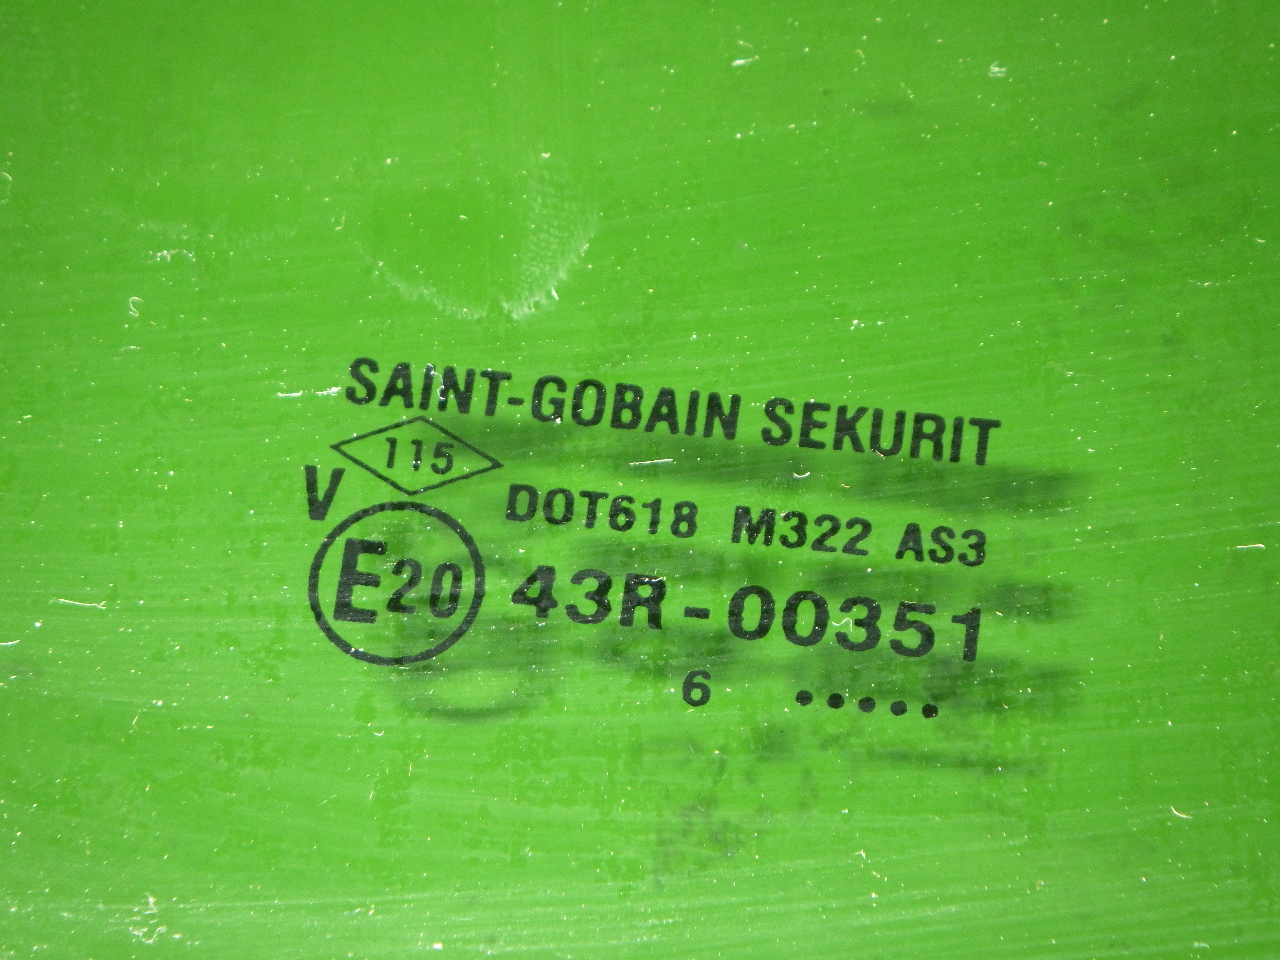 SAINT-GOBAIN SEKURIT
115
V
DOT618 M322 AS3
E20 43R-00351
6 •••••